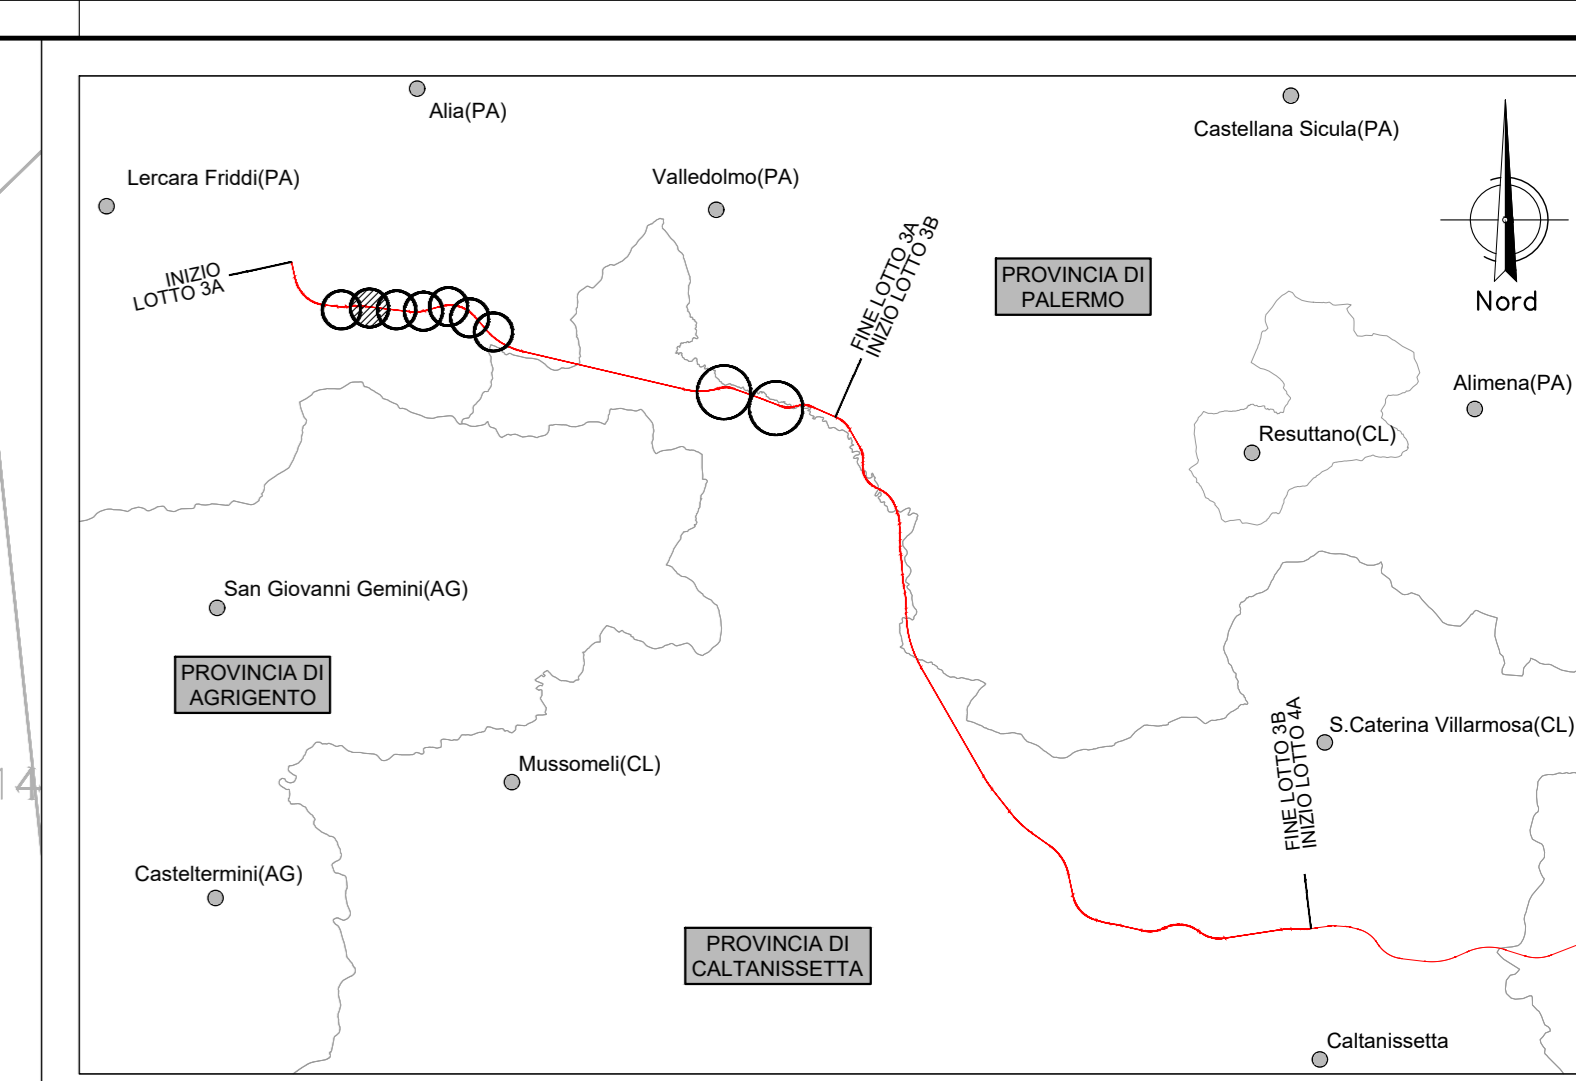 Alia(PA)
Castellana Sicula(PA)
Lercara Friddi(PA)
Valledolmo(PA)
INIZIO
LOTTO 3A
FINE LOTTO 3A
INIZIO LOTTO 3B
PROVINCIA DI
PALERMO
Nord
Alimena(PA)
Resuttano(CL)
San Giovanni Gemini(AG)
PROVINCIA DI
AGRIGENTO
FINE LOTTO 3B
INIZIO LOTTO 4A
S.Caterina Villarmosa(CL)
Mussomeli(CL)
14
Casteltermini(AG)
PROVINCIA DI
CALTANISSETTA
Caltanissetta